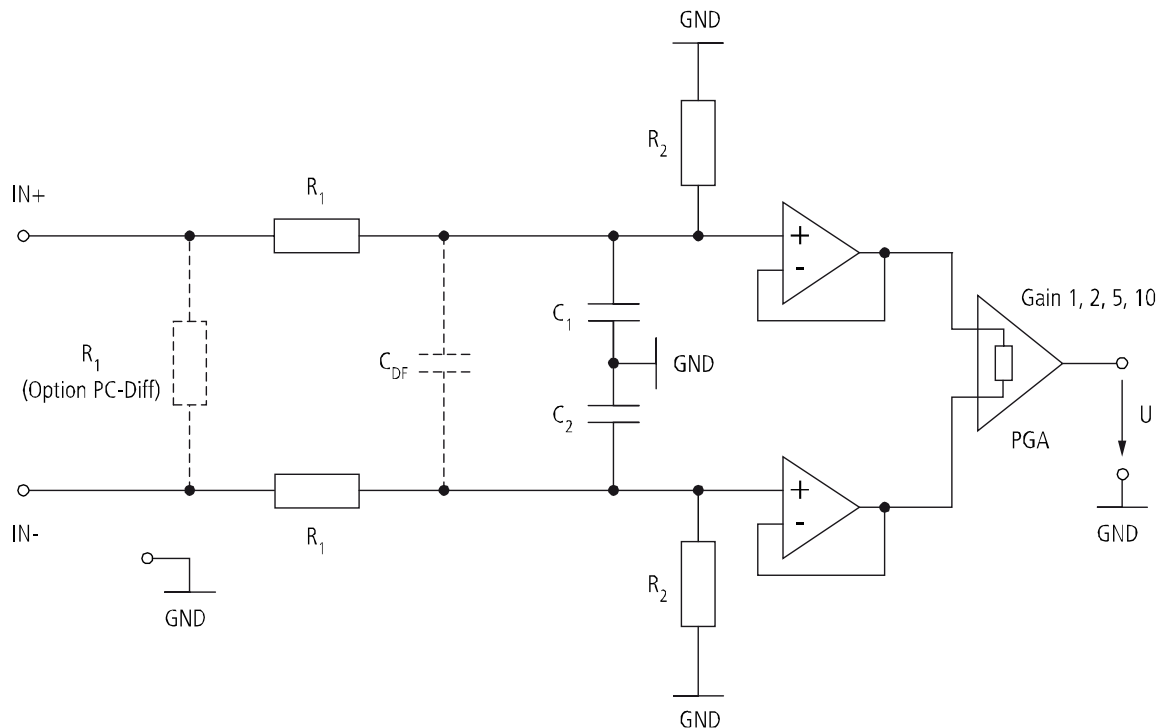 GND
R₂
IN+
R₁
+
-
Gain 1, 2, 5, 10
C₁
R₁
(Option PC-Diff)
C_DF
GND
C₂
U
PGA
+
-
IN-
R₁
GND
R₂
GND
GND